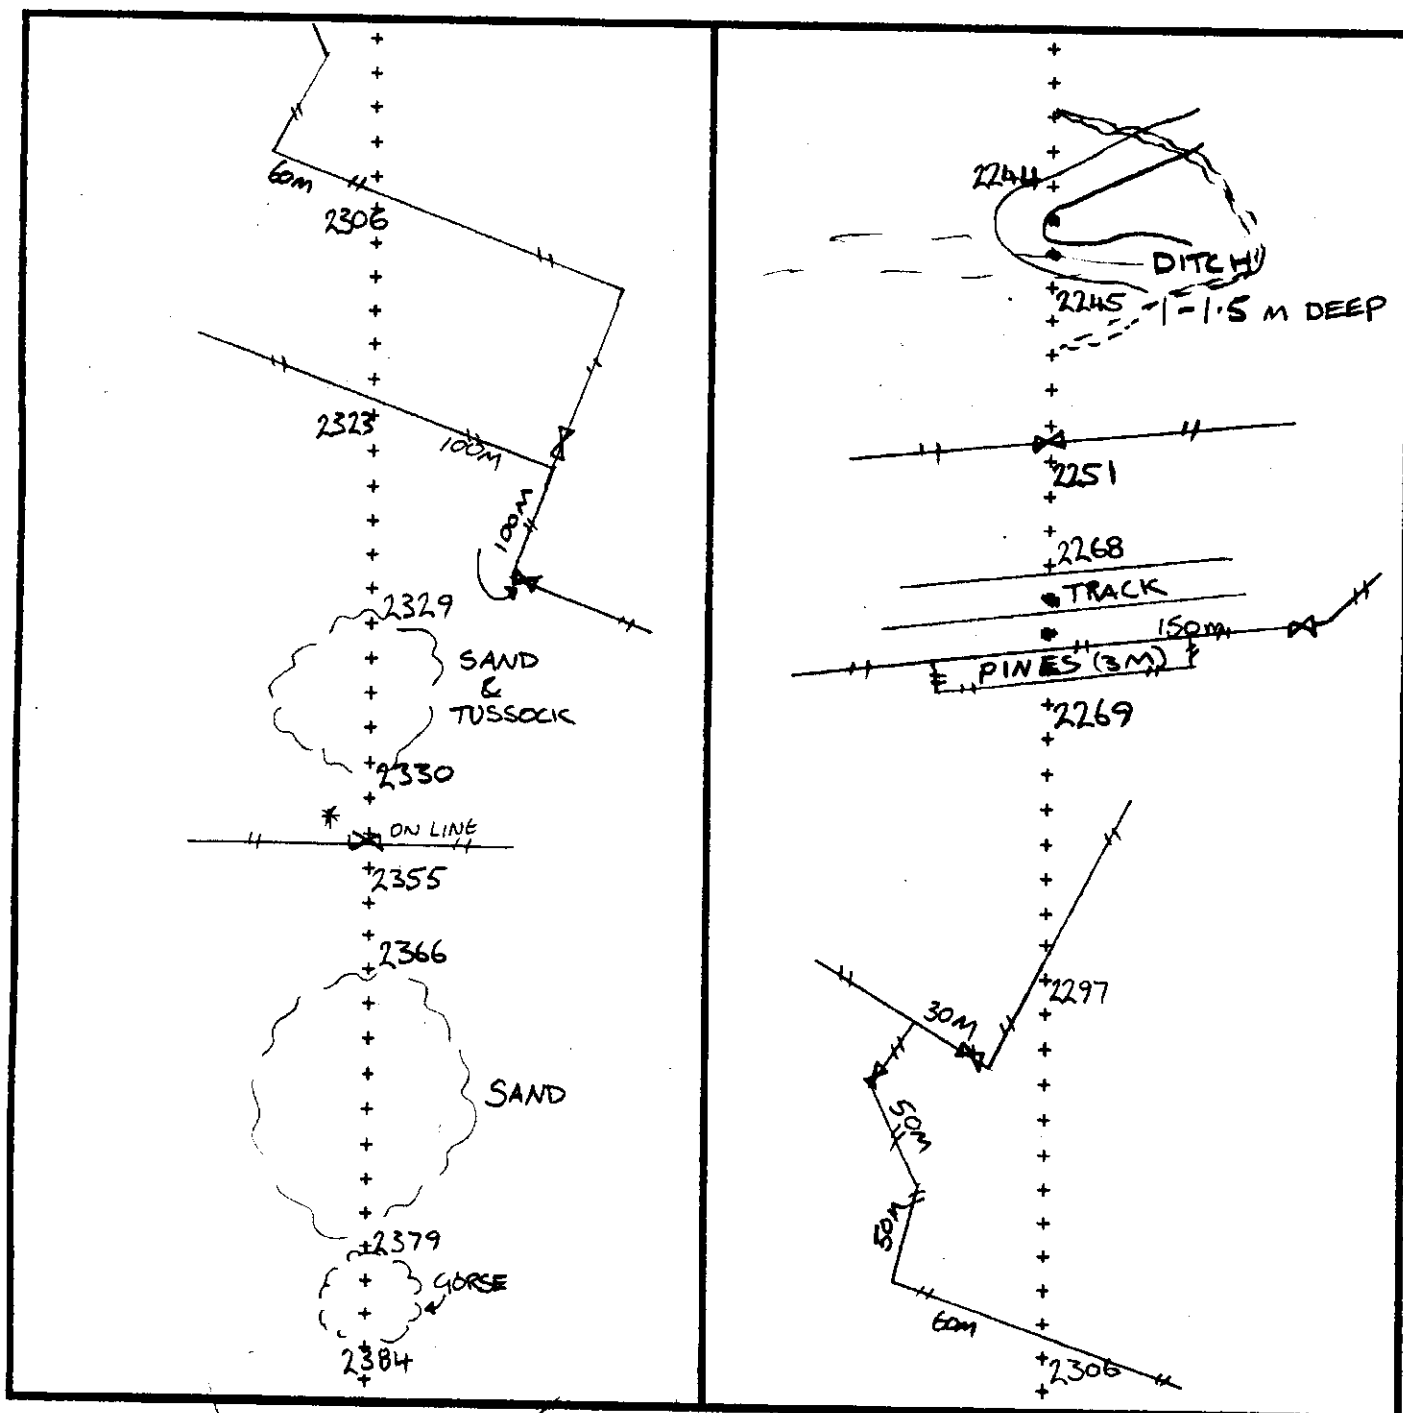 60M
2306
2323
100M
100M
2329
SAND
&
TUSSOCK
2330
* ON LINE
2355
2366
SAND
2379
GORSE
2384
2244
DITCH
2245
1-1.5 M DEEP
2251
2268
TRACK
150m
PINES (3M)
2269
2297
30M
50M
50M
60m
2306